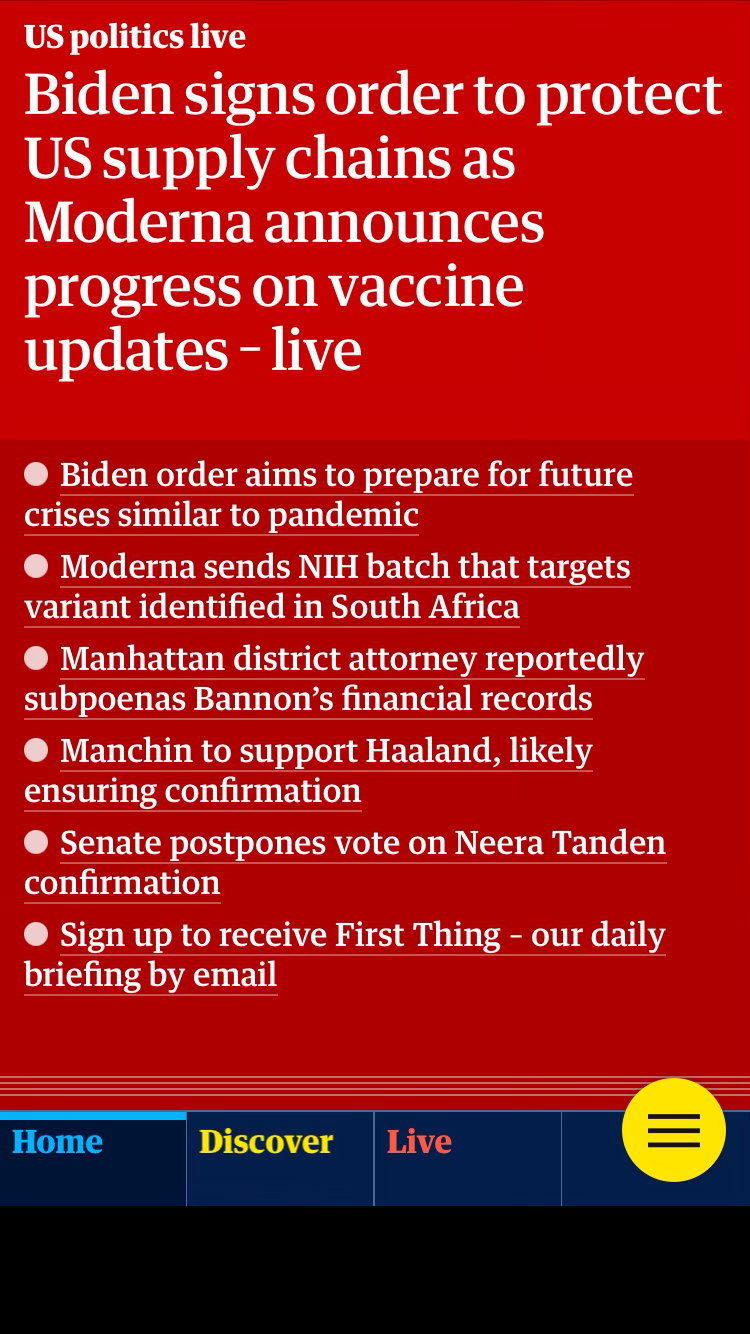 US politics live
Biden signs order to protect
US supply chains as
Moderna announces
progress on vaccine
updates – live
Biden order aims to prepare for future
crises similar to pandemic
Moderna sends NIH batch that targets
variant identified in South Africa
Manhattan district attorney reportedly
subpoenas Bannon’s financial records
Manchin to support Haaland, likely
ensuring confirmation
Senate postpones vote on Neera Tanden
confirmation
Sign up to receive First Thing – our daily
briefing by email
Home Discover Live